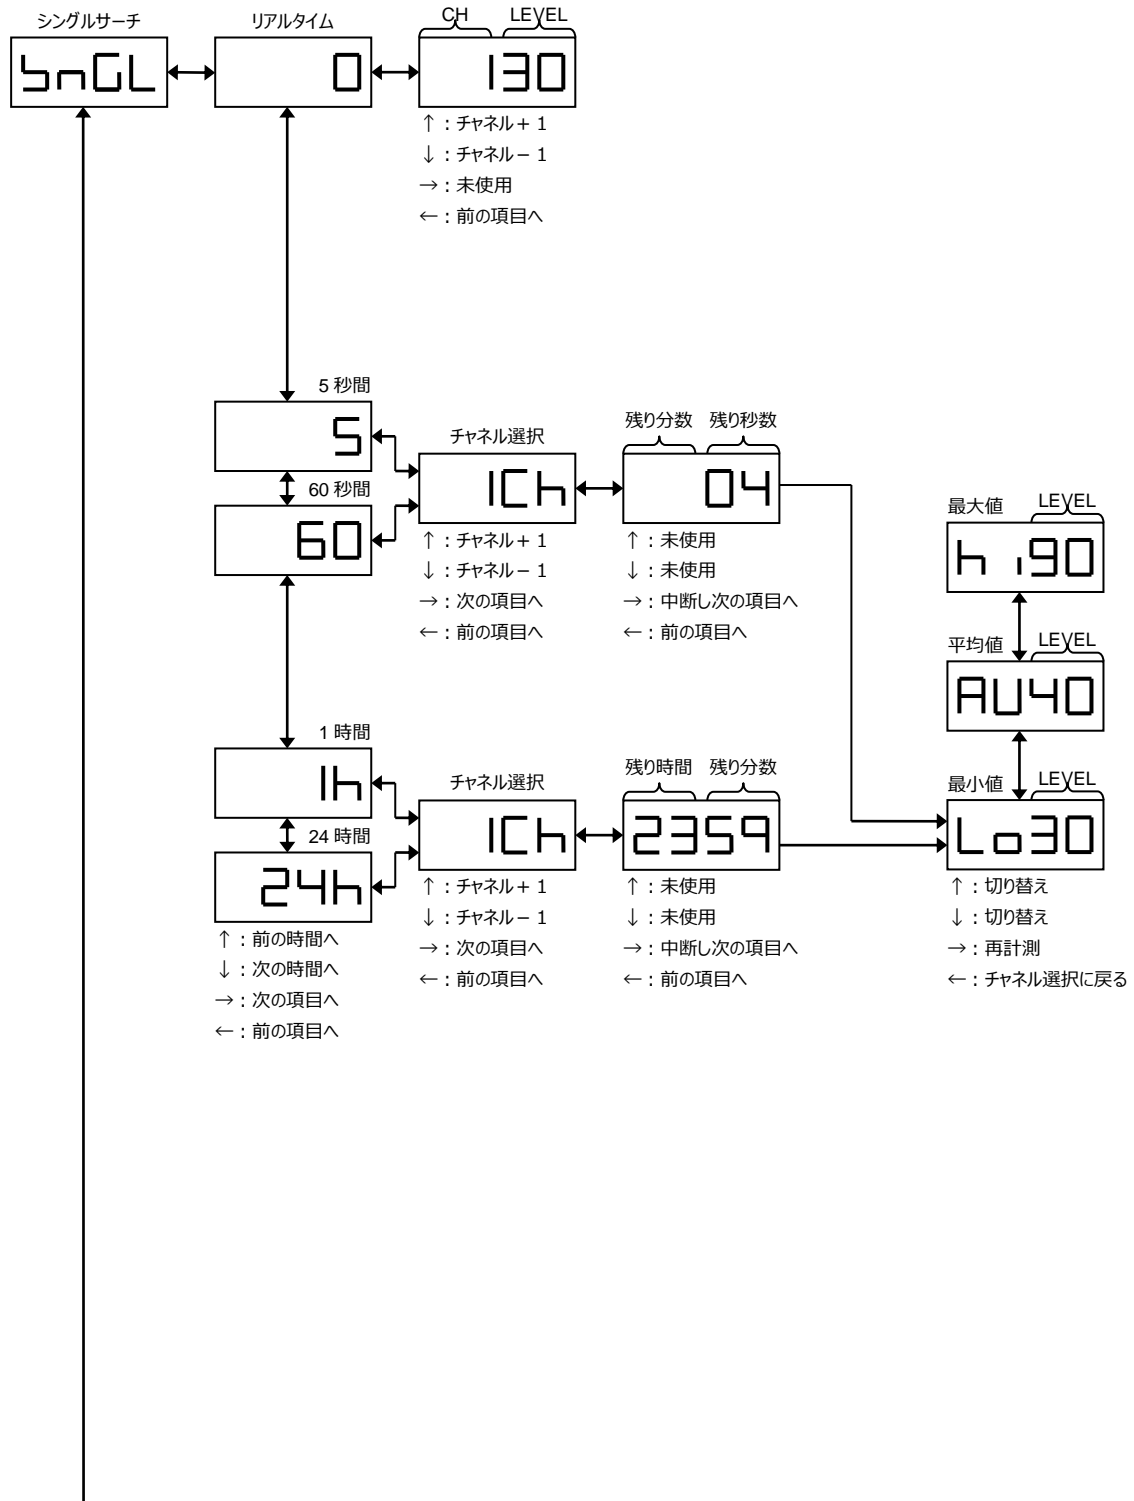 シングルサーチ
SnGL
リアルタイム
0
CH LEVEL
130
↑：チャネル＋1
↓：チャネル－1
→：未使用
←：前の項目へ
5 秒間
5
60 秒間
60
チャネル選択
1Ch
↑：チャネル＋1
↓：チャネル－1
→：次の項目へ
←：前の項目へ
残り分数 残り秒数
04
↑：未使用
↓：未使用
→：中断し次の項目へ
←：前の項目へ
最大値 LEVEL
hi90
平均値 LEVEL
AU40
最小値 LEVEL
Lo30
↑：切り替え
↓：切り替え
→：再計測
←：チャネル選択に戻る
1 時間
1h
24 時間
24h
↑：前の時間へ
↓：次の時間へ
→：次の項目へ
←：前の項目へ
チャネル選択
1Ch
↑：チャネル＋1
↓：チャネル－1
→：次の項目へ
←：前の項目へ
残り時間 残り分数
2359
↑：未使用
↓：未使用
→：中断し次の項目へ
←：前の項目へ